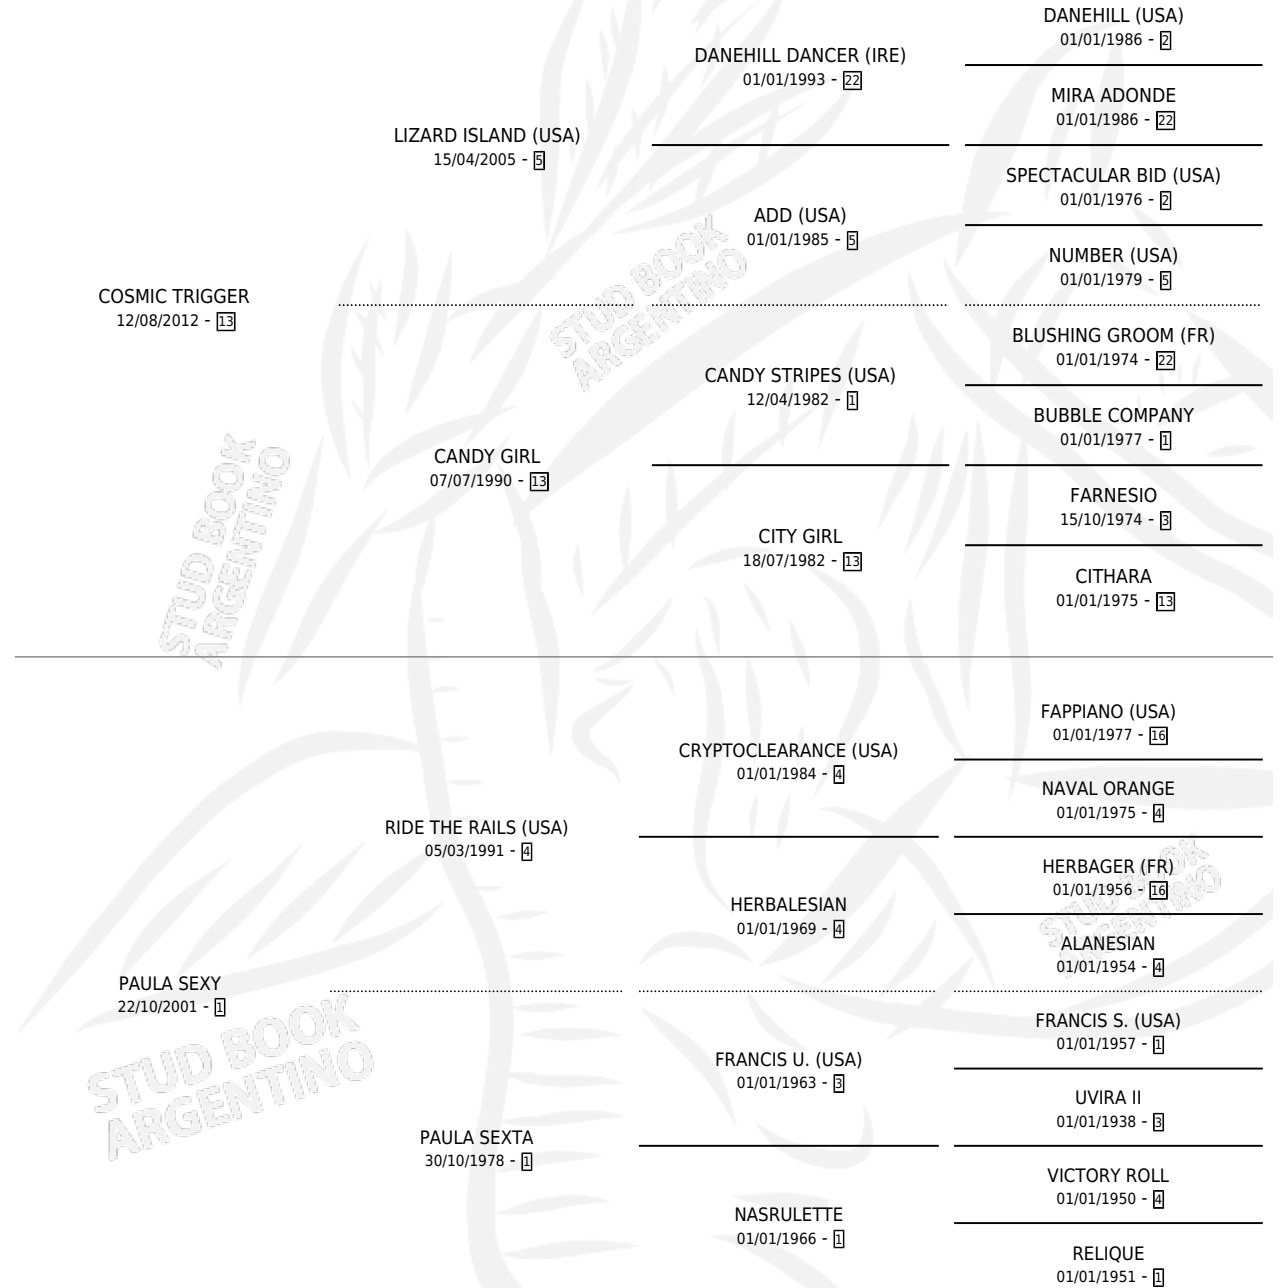 DANEHILL (USA)
01/01/1986 - 2
DANEHILL DANCER (IRE)
01/01/1993 - 22
MIRA ADONDE
01/01/1986 - 22
LIZARD ISLAND (USA)
15/04/2005 - 5
SPECTACULAR BID (USA)
01/01/1976 - 2
ADD (USA)
01/01/1985 - 5
NUMBER (USA)
01/01/1979 - 5
COSMIC TRIGGER
12/08/2012 - 13
BLUSHING GROOM (FR)
01/01/1974 - 22
CANDY STRIPES (USA)
12/04/1982 - 1
BUBBLE COMPANY
01/01/1977 - 1
CANDY GIRL
07/07/1990 - 13
FARNESIO
15/10/1974 - 3
CITY GIRL
18/07/1982 - 13
CITHARA
01/01/1975 - 13
FAPPIANO (USA)
01/01/1977 - 16
CRYPTOCLEARANCE (USA)
01/01/1984 - 4
NAVAL ORANGE
01/01/1975 - 4
RIDE THE RAILS (USA)
05/03/1991 - 4
HERBAGER (FR)
01/01/1956 - 16
HERBALESIAN
01/01/1969 - 4
ALANESIAN
01/01/1954 - 4
PAULA SEXY
22/10/2001 - 1
FRANCIS S. (USA)
01/01/1957 - 1
FRANCIS U. (USA)
01/01/1963 - 3
UVIRA II
01/01/1938 - 3
PAULA SEXTA
30/10/1978 - 1
VICTORY ROLL
01/01/1950 - 4
NASRULETTE
01/01/1966 - 1
RELIQUE
01/01/1951 - 1
STUD BOOK
ARGENTINO
STUD BOOK
ARGENTINO
STUD BOOK
ARGENTINO
STUD BOOK
ARGENTINO